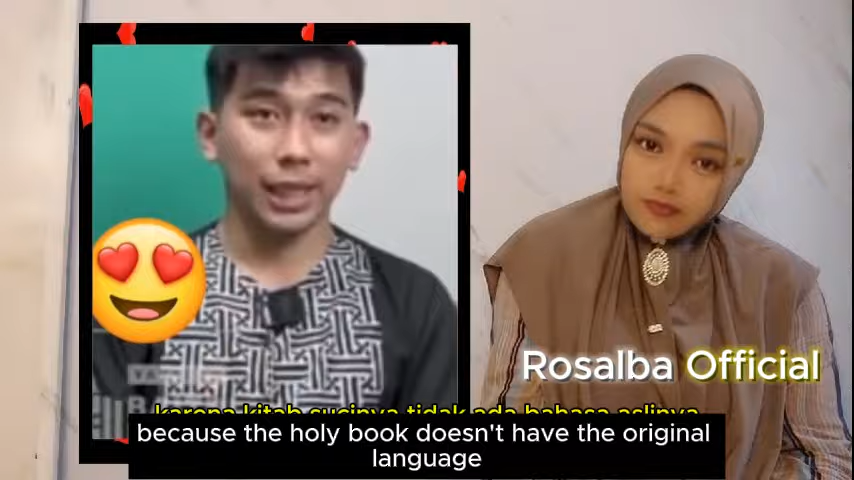 Rosalba Official
karena kitab sucinya tidak ada bahasa aslinya
because the holy book doesn't have the original
language